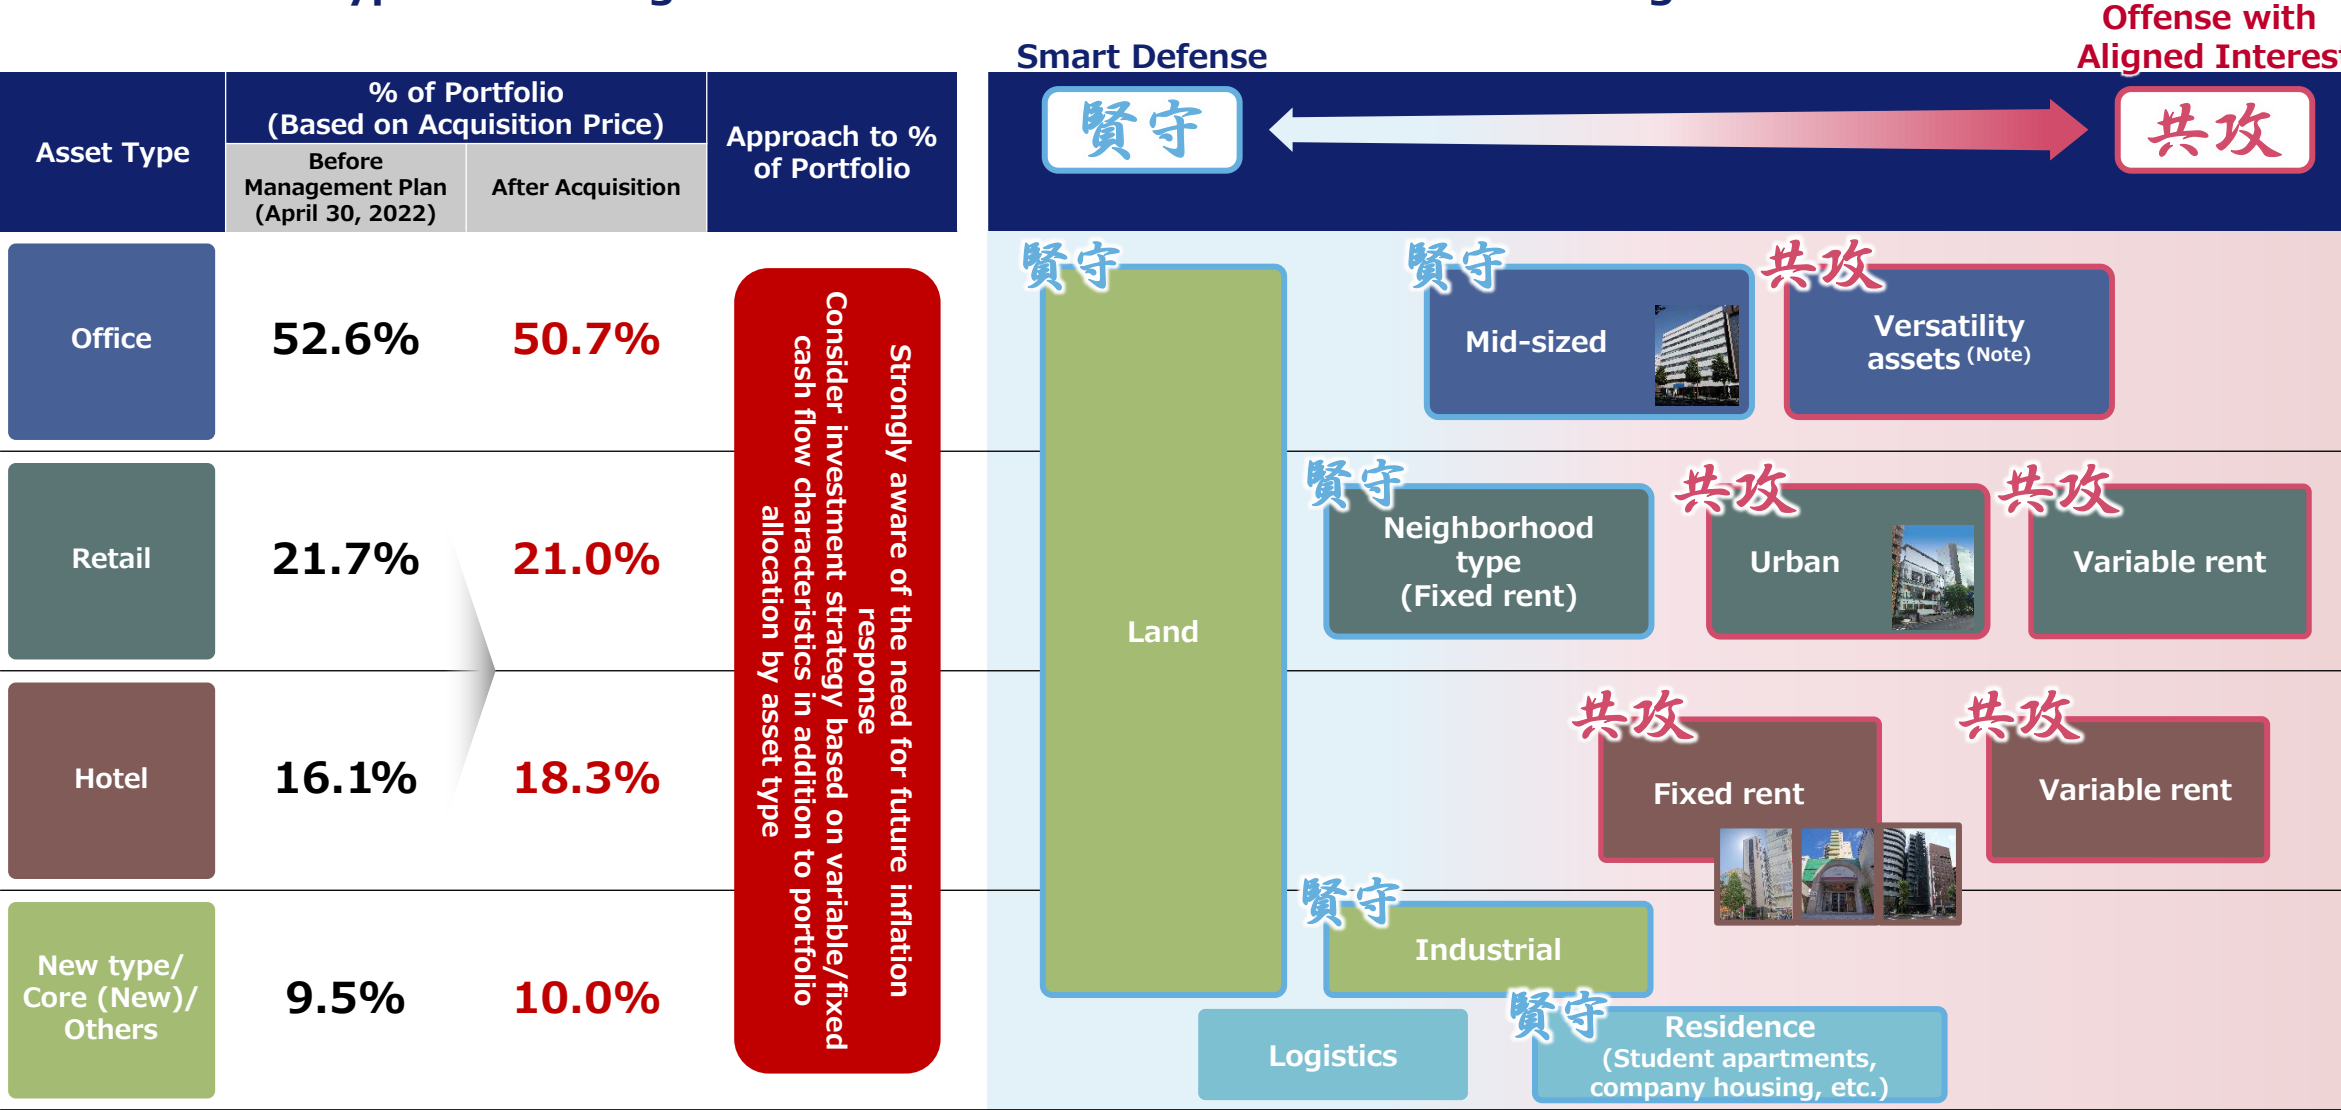 Offense with
Aligned Interest
Smart Defense
賢守
共攻
Asset Type
% of Portfolio
(Based on Acquisition Price)
Before
Management Plan
(April 30, 2022)
After Acquisition
Approach to %
of Portfolio
Office
52.6%
50.7%
Retail
21.7%
21.0%
Hotel
16.1%
18.3%
New type/
Core (New)/
Others
9.5%
10.0%
Strongly aware of the need for future inflation
response
Consider investment strategy based on variable/fixed
cash flow characteristics in addition to portfolio
allocation by asset type
賢守
Land
賢守
Mid-sized
共攻
Versatility
assets (Note)
賢守
Neighborhood
type
(Fixed rent)
共攻
Urban
共攻
Variable rent
共攻
Fixed rent
共攻
Variable rent
賢守
Industrial
Logistics
賢守
Residence
(Student apartments,
company housing, etc.)